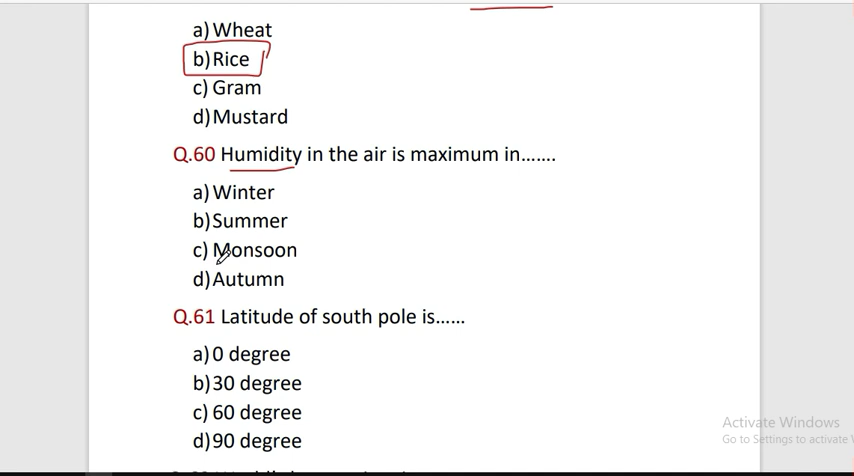 a) Wheat
b) Rice
c) Gram
d) Mustard
Q.60 Humidity in the air is maximum in…….
a) Winter
b) Summer
c) Monsoon
d) Autumn
Q.61 Latitude of south pole is……
a) 0 degree
b) 30 degree
c) 60 degree
d) 90 degree
Activate Windows
Go to Settings to activate W